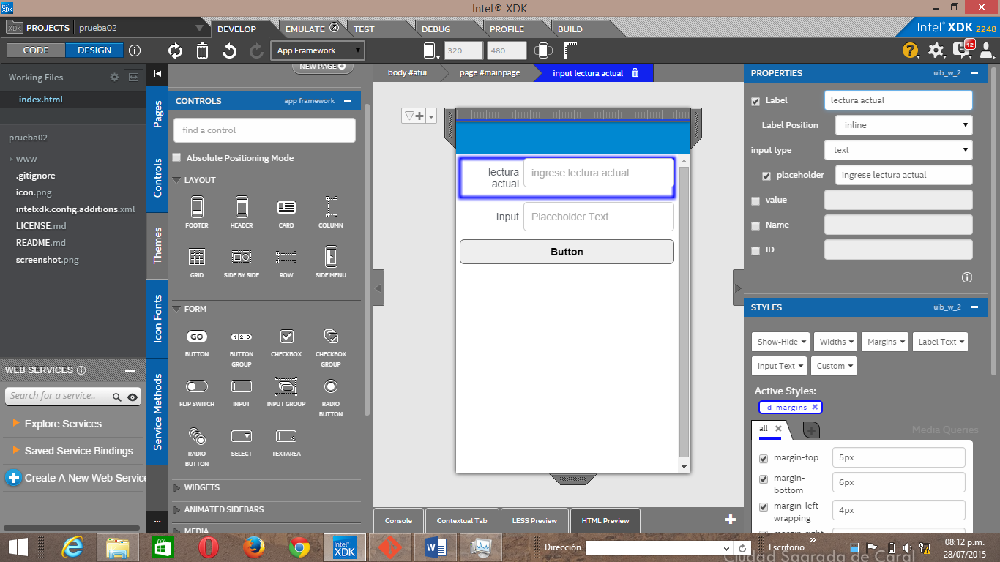 Intel® XDK
XDK PROJECTS prueba02
DEVELOP EMULATE TEST DEBUG PROFILE BUILD
Intel® XDK 2248
CODE DESIGN
App Framework
320 480
12
Working Files
index.html
prueba02
www
.gitignore
icon.png
intelxdk.config.additions.xml
LICENSE.md
README.md
screenshot.png
WEB SERVICES
Search for a service..
Explore Services
Saved Service Bindings
Create A New Web Service
Pages
Controls
Themes
Icon Fonts
Service Methods
...
NEW PAGE
CONTROLS app framework
find a control
Absolute Positioning Mode
LAYOUT
FOOTER HEADER CARD COLUMN
GRID SIDE BY SIDE ROW SIDE MENU
FORM
GO
BUTTON BUTTON GROUP CHECKBOX CHECKBOX GROUP
FLIP SWITCH INPUT INPUT GROUP RADIO BUTTON
RADIO BUTTON SELECT TEXTAREA
WIDGETS
ANIMATED SIDEBARS
MEDIA
body #afui page #mainpage input lectura actual
lectura actual
ingrese lectura actual
Input Placeholder Text
Button
Console Contextual Tab LESS Preview HTML Preview
PROPERTIES uib_w_2
Label lectura actual
Label Position inline
input type text
placeholder ingrese lectura actual
value
Name
ID
STYLES uib_w_2
Show-Hide Widths Margins Label Text
Input Text Custom
Active Styles:
d-margins
all
Media Queries
margin-top 5px
margin-bottom 6px
margin-left wrapping 4px
margin-right
Intel® XDK
Dirección
Escritorio
08:12 p.m.
28/07/2015
Ciudad Sagrada de Caral